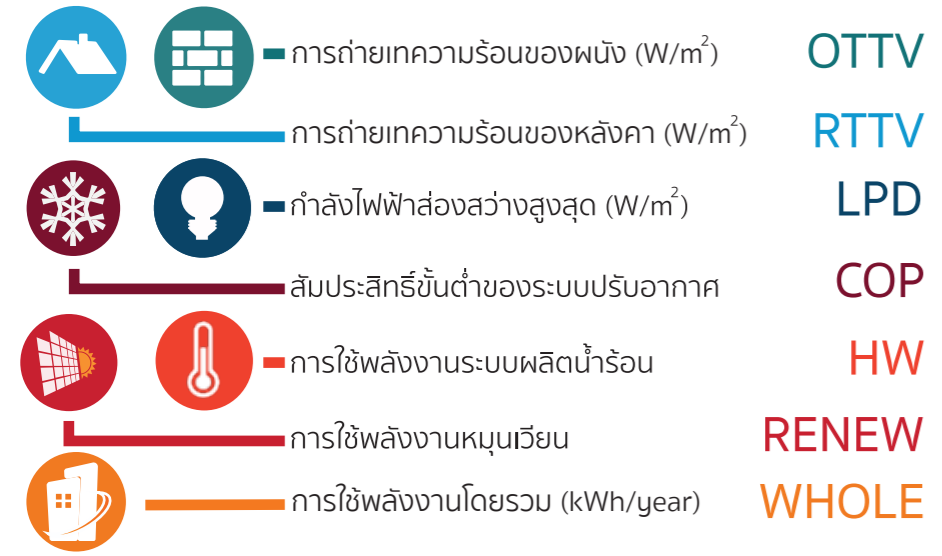 การถ่ายเทความร้อนของผนัง (W/m²) OTTV
การถ่ายเทความร้อนของหลังคา (W/m²) RTTV
กำลังไฟฟ้าส่องสว่างสูงสุด (W/m²) LPD
สัมประสิทธิ์ขั้นต่ำของระบบปรับอากาศ COP
การใช้พลังงานระบบผลิตน้ำร้อน HW
การใช้พลังงานหมุนเวียน RENEW
การใช้พลังงานโดยรวม (kWh/year) WHOLE